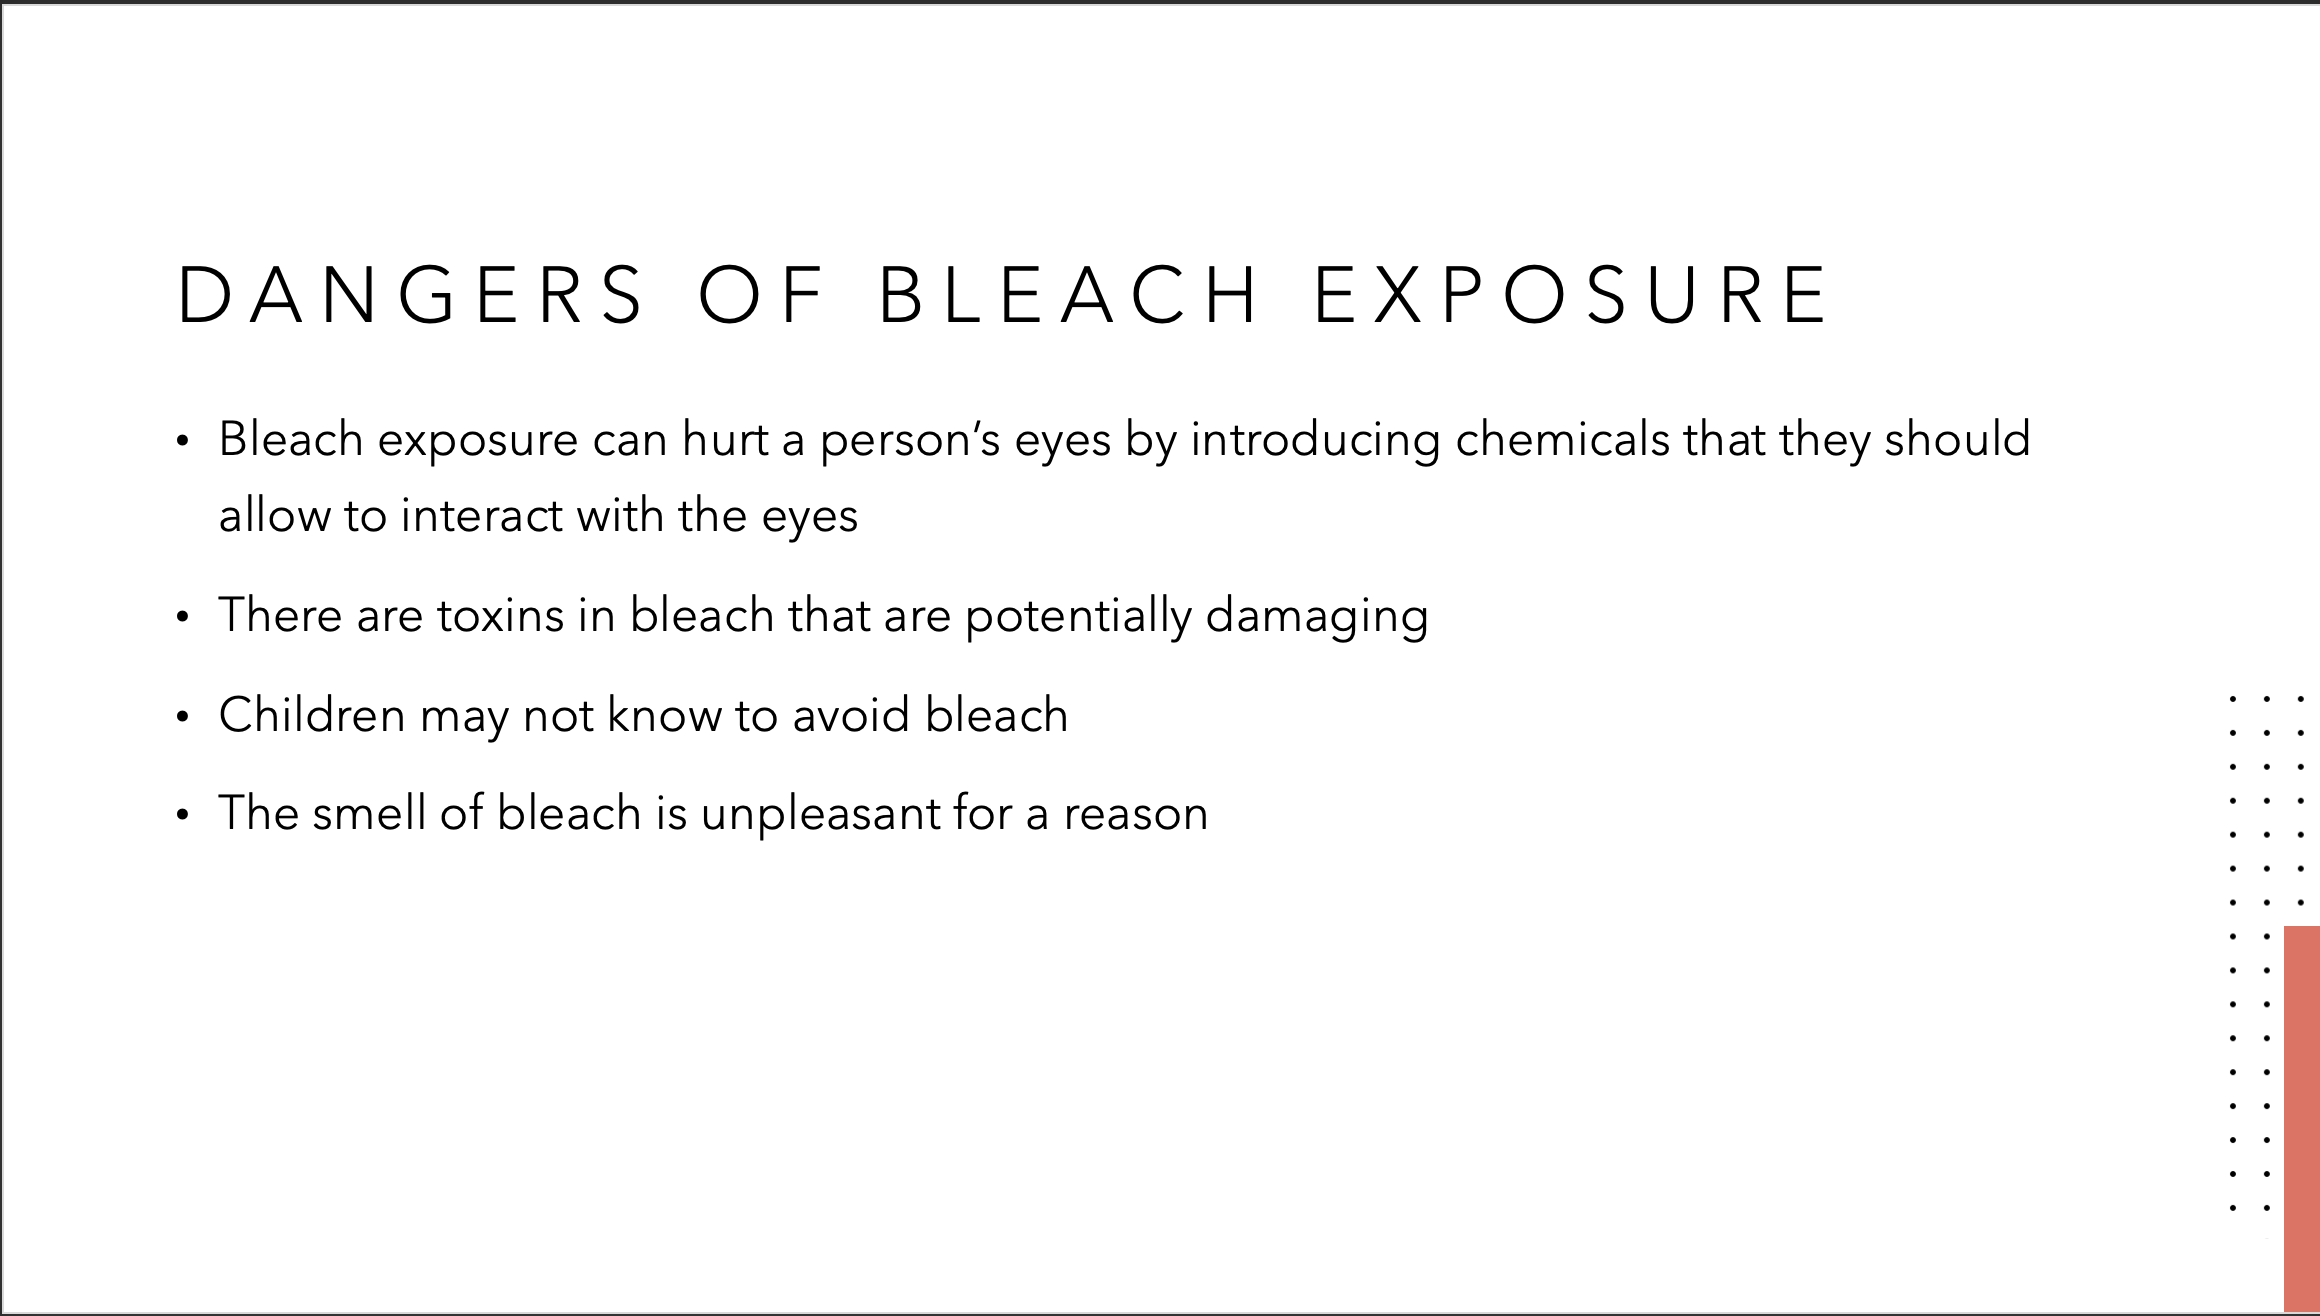 DANGERS OF BLEACH EXPOSURE
• Bleach exposure can hurt a person’s eyes by introducing chemicals that they should
allow to interact with the eyes
• There are toxins in bleach that are potentially damaging
• Children may not know to avoid bleach
• The smell of bleach is unpleasant for a reason